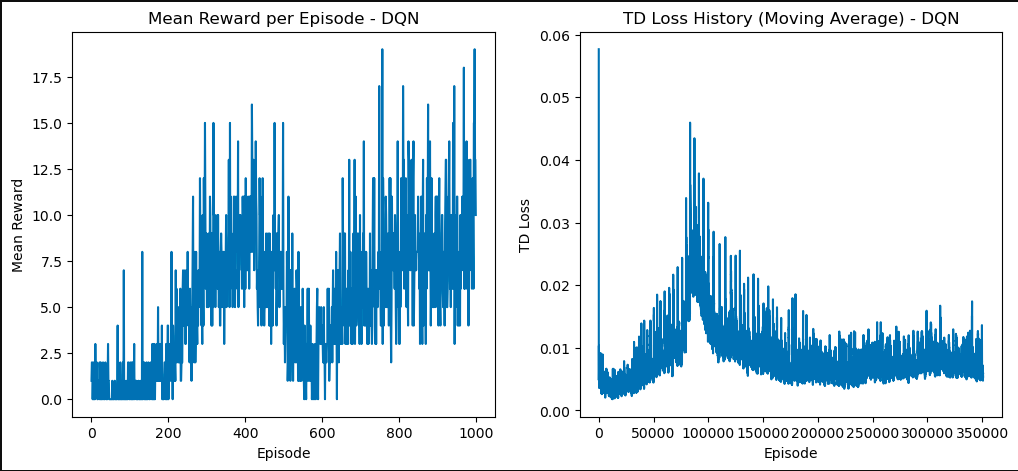 Mean Reward per Episode - DQN
17.5
15.0
12.5
10.0
7.5
5.0
2.5
0.0
Mean Reward
0 200 400 600 800 1000
Episode
TD Loss History (Moving Average) - DQN
0.06
0.05
0.04
0.03
0.02
0.01
0.00
TD Loss
0 50000 100000 150000 200000 250000 300000 350000
Episode